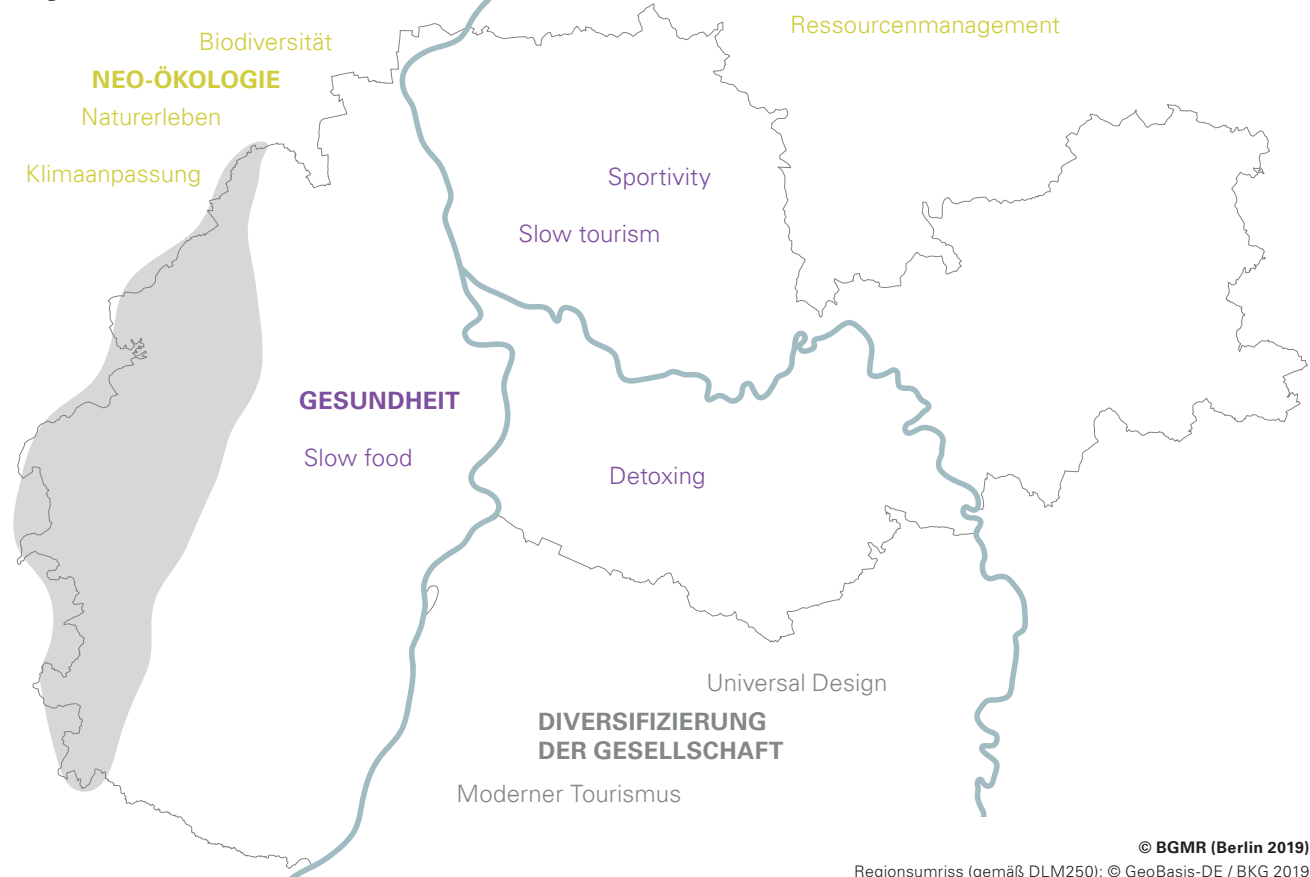 Ressourcenmanagement
Biodiversität
NEO-ÖKOLOGIE
Naturerleben
Klimaanpassung
Sportivity
Slow tourism
GESUNDHEIT
Slow food
Detoxing
Universal Design
DIVERSIFIZIERUNG
DER GESELLSCHAFT
Moderner Tourismus
© BGMR (Berlin 2019)
Regionsumriss (gemäß DLM250): © GeoBasis-DE / BKG 2019